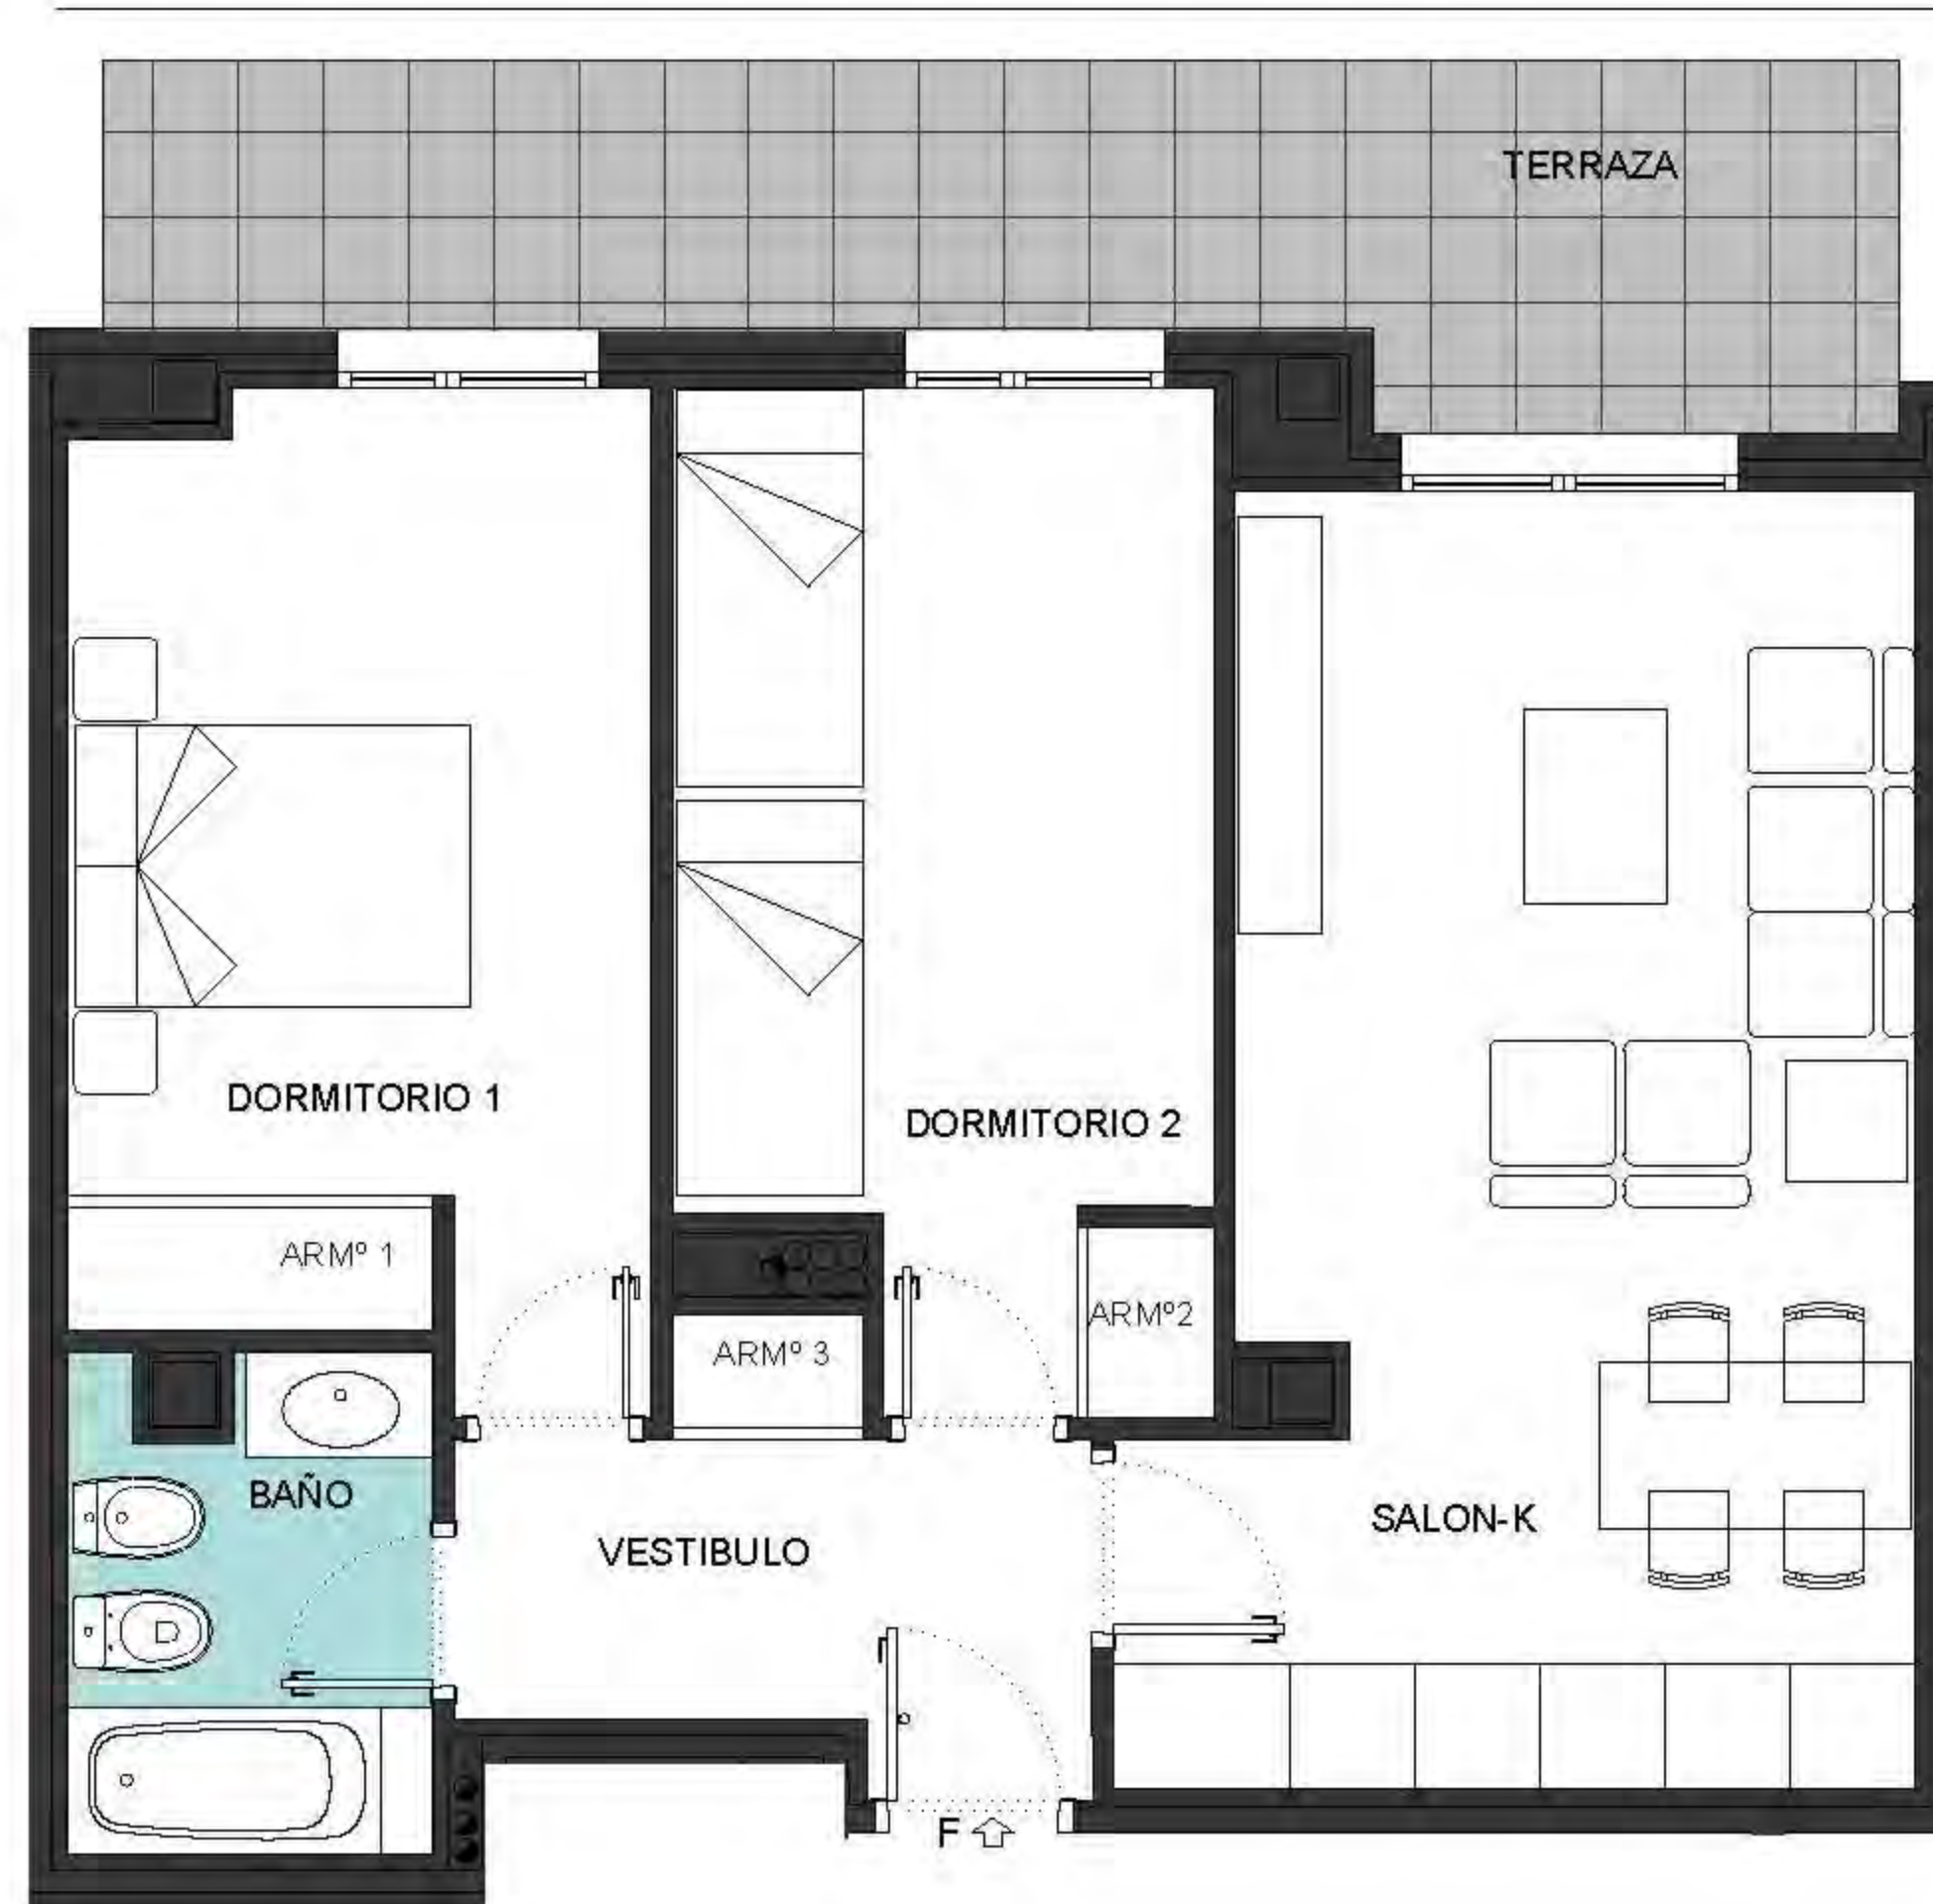 TERRAZA
DORMITORIO 1
DORMITORIO 2
ARMº 1
ARMº 3
ARMº2
BAÑO
VESTIBULO
SALON-K
F